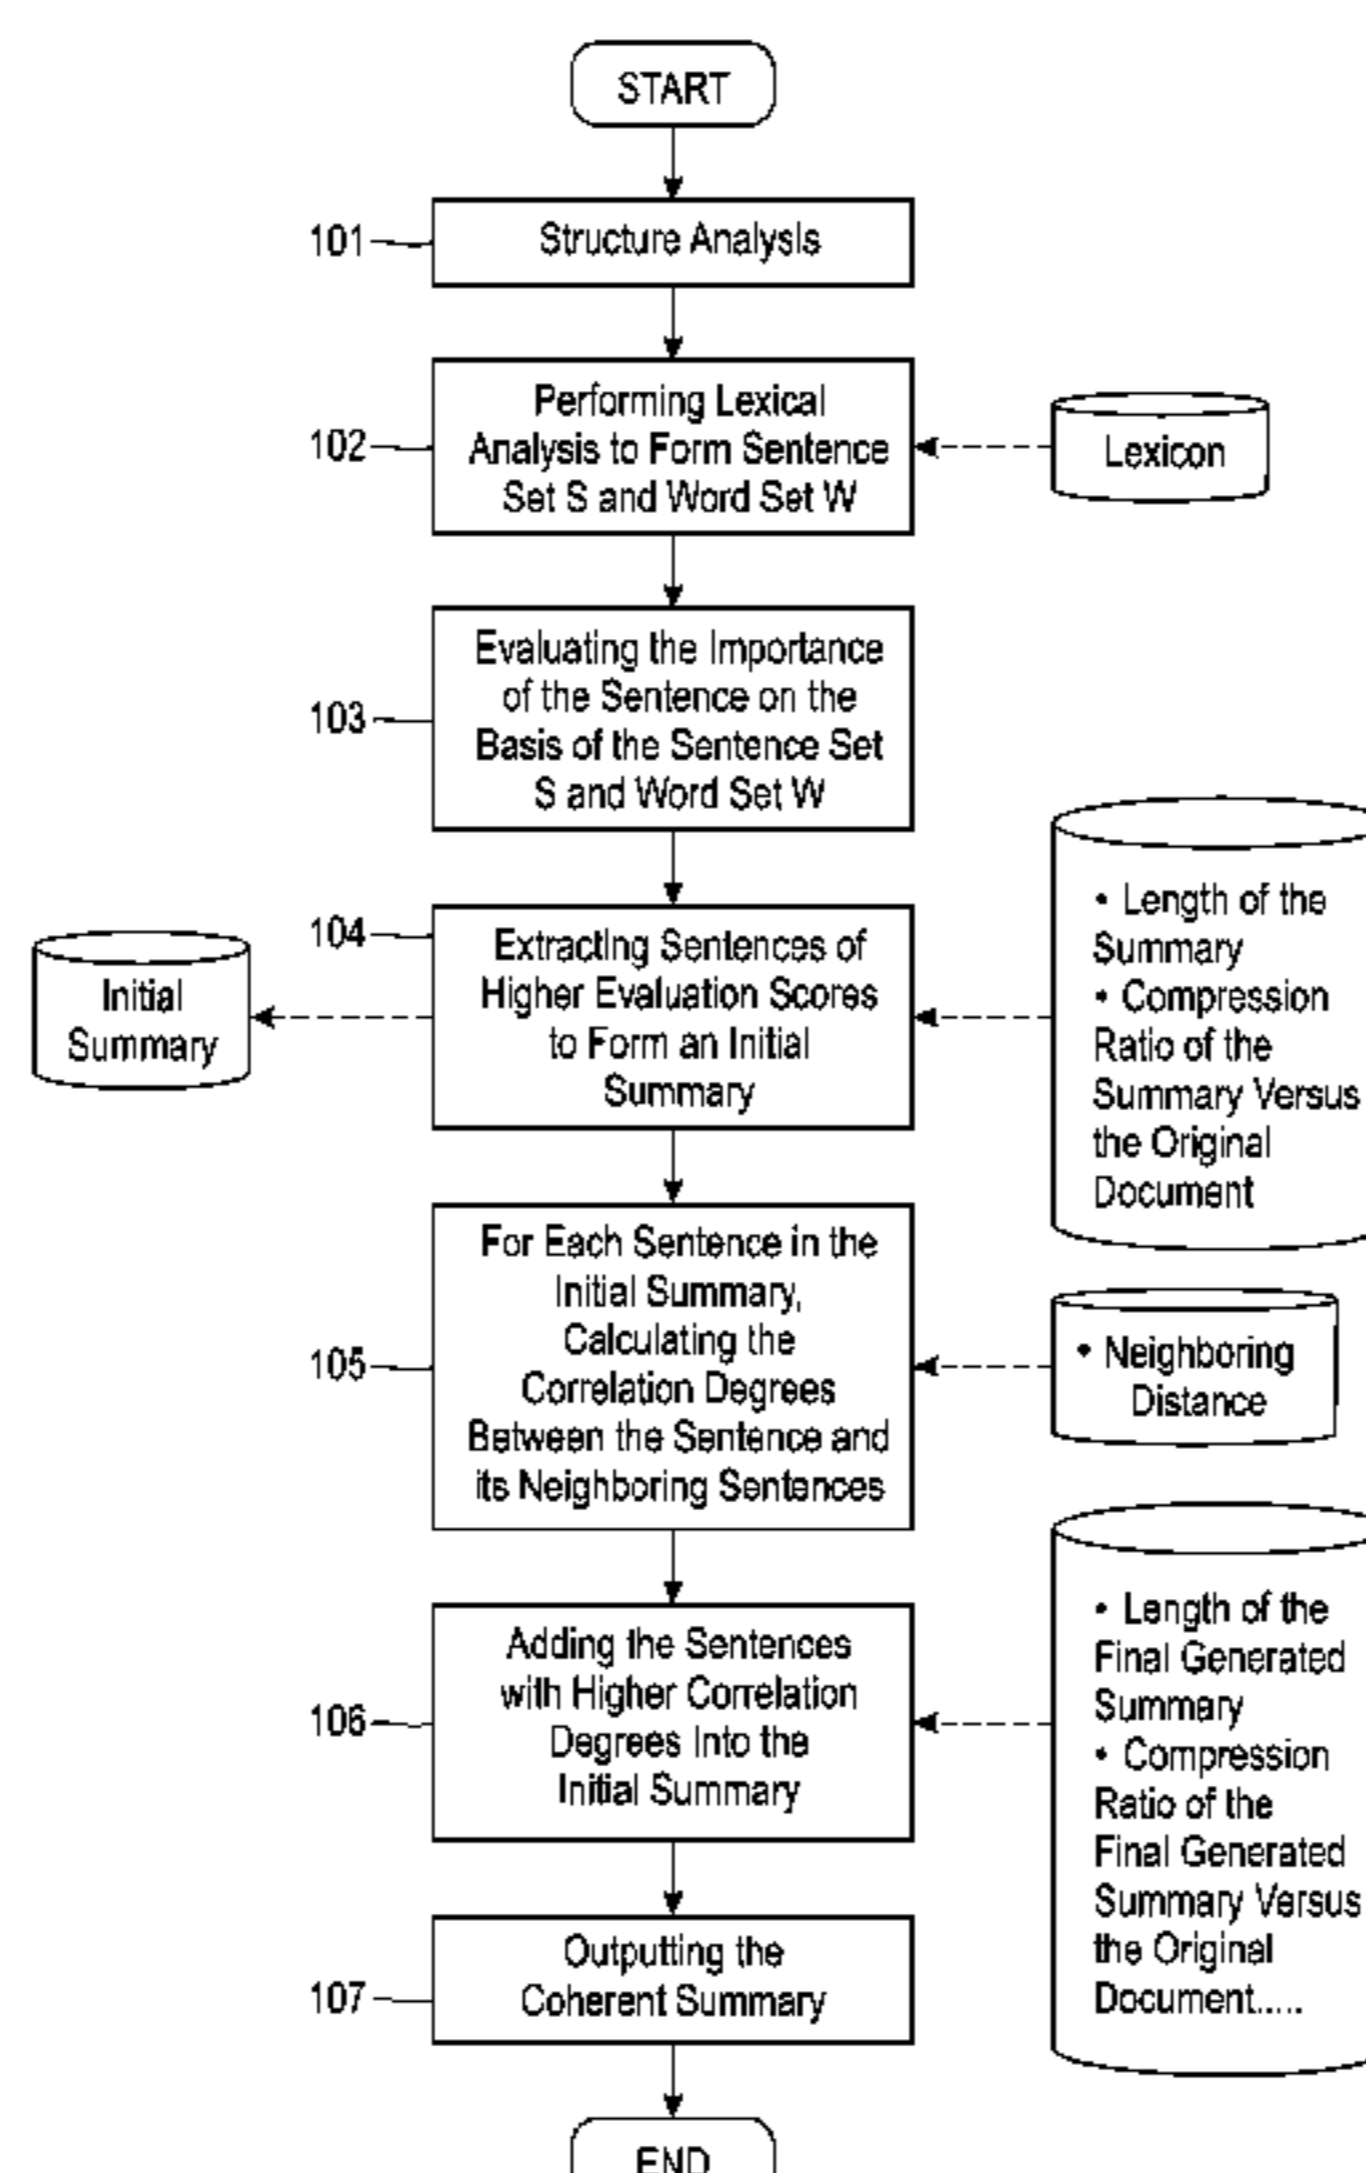 START
101
Structure Analysis
102
Performing Lexical
Analysis to Form Sentence
Set S and Word Set W
Lexicon
103
Evaluating the Importance
of the Sentence on the
Basis of the Sentence Set
S and Word Set W
104
Extracting Sentences of
Higher Evaluation Scores
to Form an Initial
Summary
Initial
Summary
• Length of the
Summary
• Compression
Ratio of the
Summary Versus
the Original
Document
105
For Each Sentence in the
Initial Summary,
Calculating the
Correlation Degrees
Between the Sentence and
its Neighboring Sentences
• Neighboring
Distance
106
Adding the Sentences
with Higher Correlation
Degrees Into the
Initial Summary
• Length of the
Final Generated
Summary
• Compression
Ratio of the
Final Generated
Summary Versus
the Original
Document.....
107
Outputting the
Coherent Summary
END